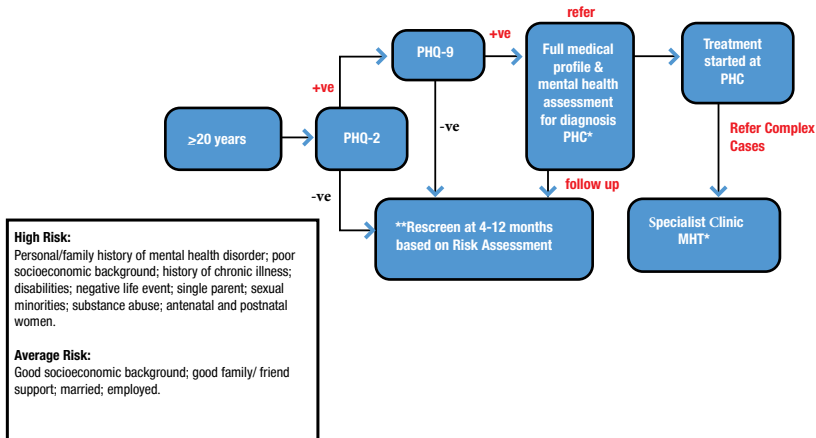 refer
PHQ-9
+ve
Full medical
profile &
mental health
assessment
for diagnosis
PHC*
Treatment
started at
PHC
+ve
≥20 years
PHQ-2
-ve
Refer Complex
Cases
-ve
follow up
**Rescreen at 4-12 months
based on Risk Assessment
Specialist Clinic
MHT*
High Risk:
Personal/family history of mental health disorder; poor
socioeconomic background; history of chronic illness;
disabilities; negative life event; single parent; sexual
minorities; substance abuse; antenatal and postnatal
women.
Average Risk:
Good socioeconomic background; good family/ friend
support; married; employed.